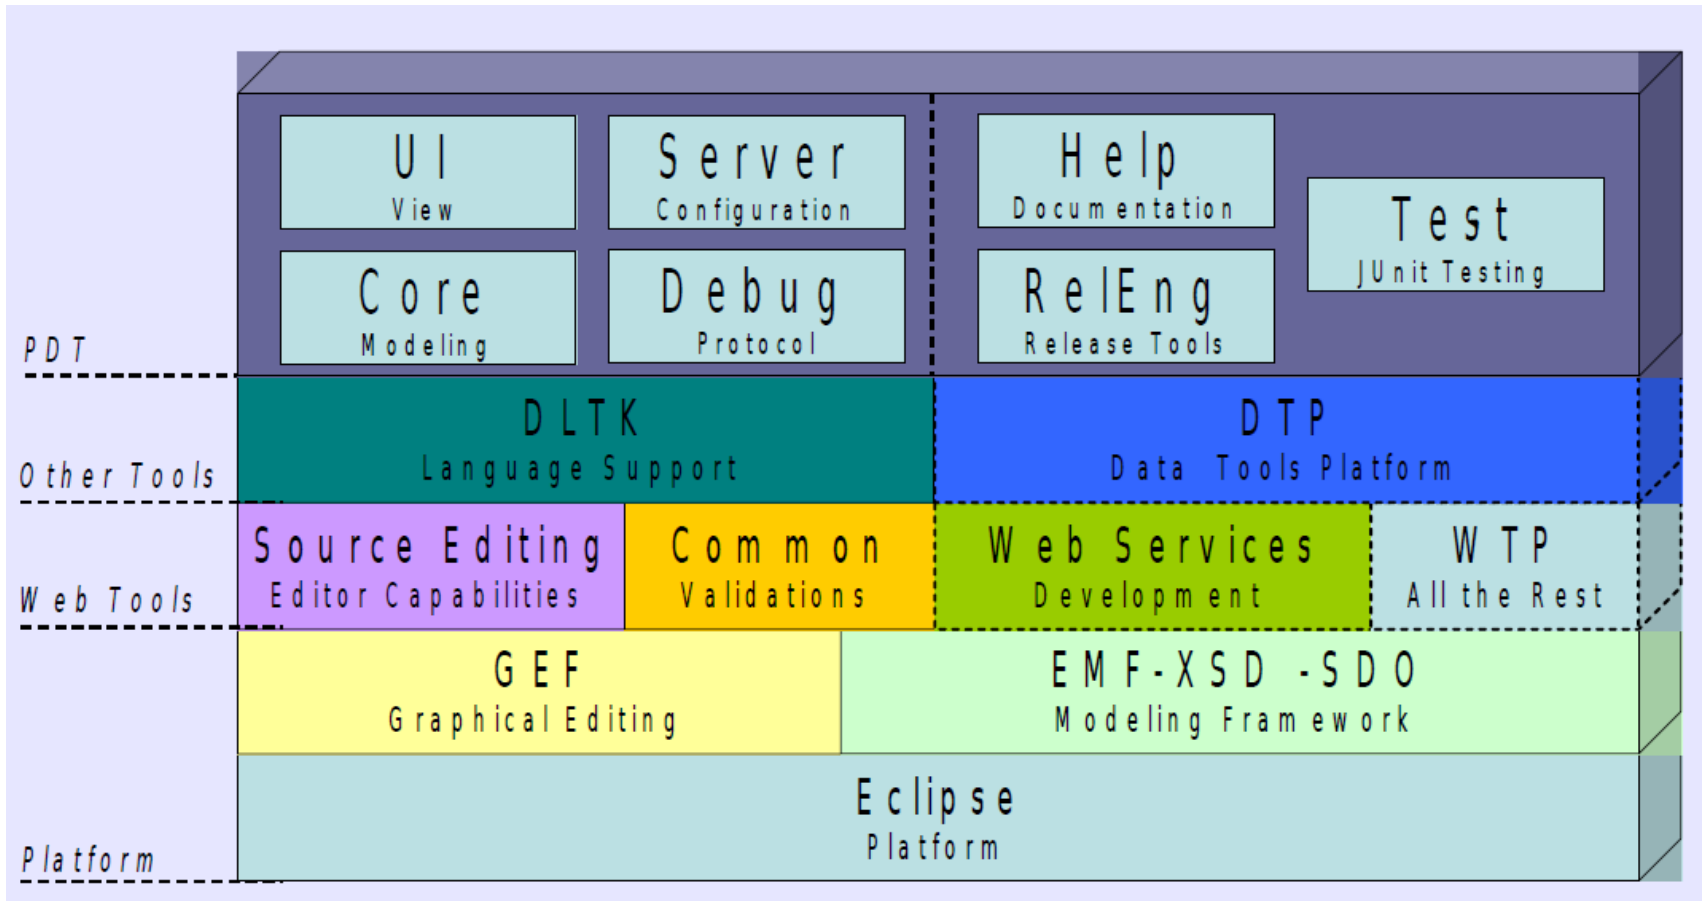 UI
View
Server
Configuration
Help
Documentation
Test
JUnit Testing
Core
Modeling
Debug
Protocol
RelEng
Release Tools
PDT
DLTK
Language Support
DTP
Data Tools Platform
Other Tools
Source Editing
Editor Capabilities
Common
Validations
Web Services
Development
WTP
All the Rest
Web Tools
GEF
Graphical Editing
EMF-XSD -SDO
Modeling Framework
Eclipse
Platform
Platform